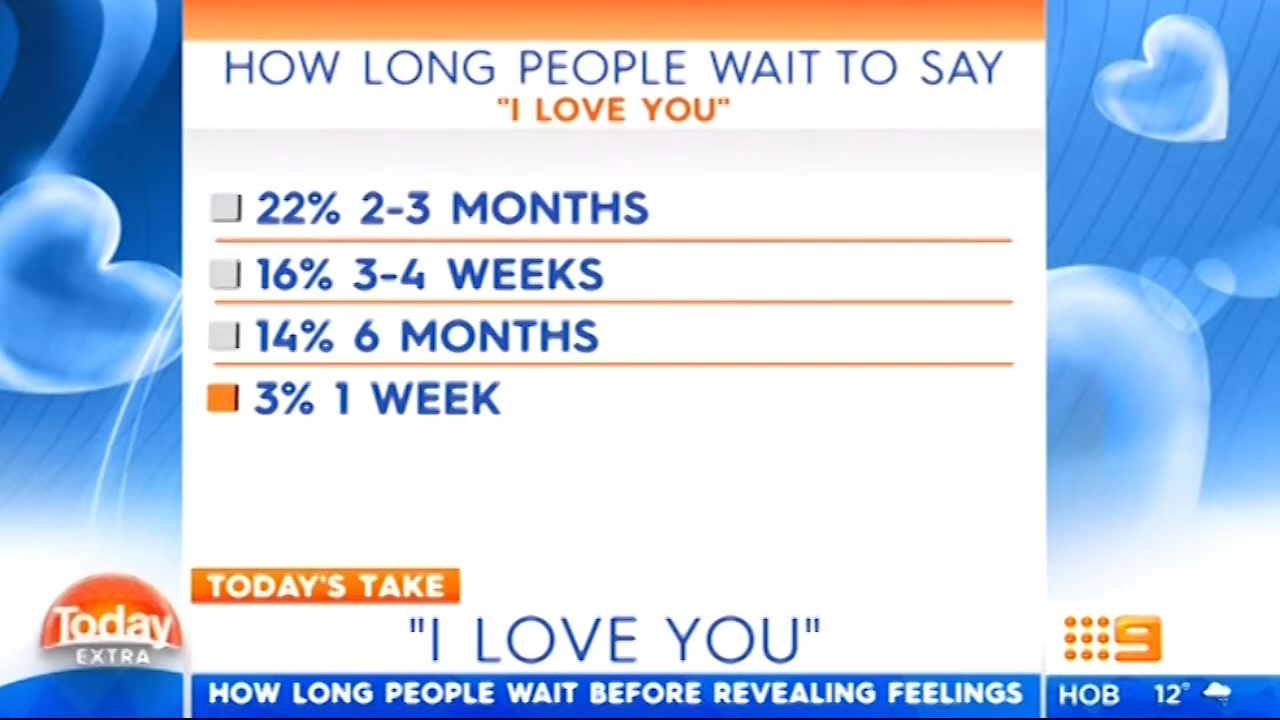 HOW LONG PEOPLE WAIT TO SAY
"I LOVE YOU"
22% 2-3 MONTHS
16% 3-4 WEEKS
14% 6 MONTHS
3% 1 WEEK
TODAY'S TAKE
"I LOVE YOU"
HOW LONG PEOPLE WAIT BEFORE REVEALING FEELINGS
Today
EXTRA
9
HOB 12°